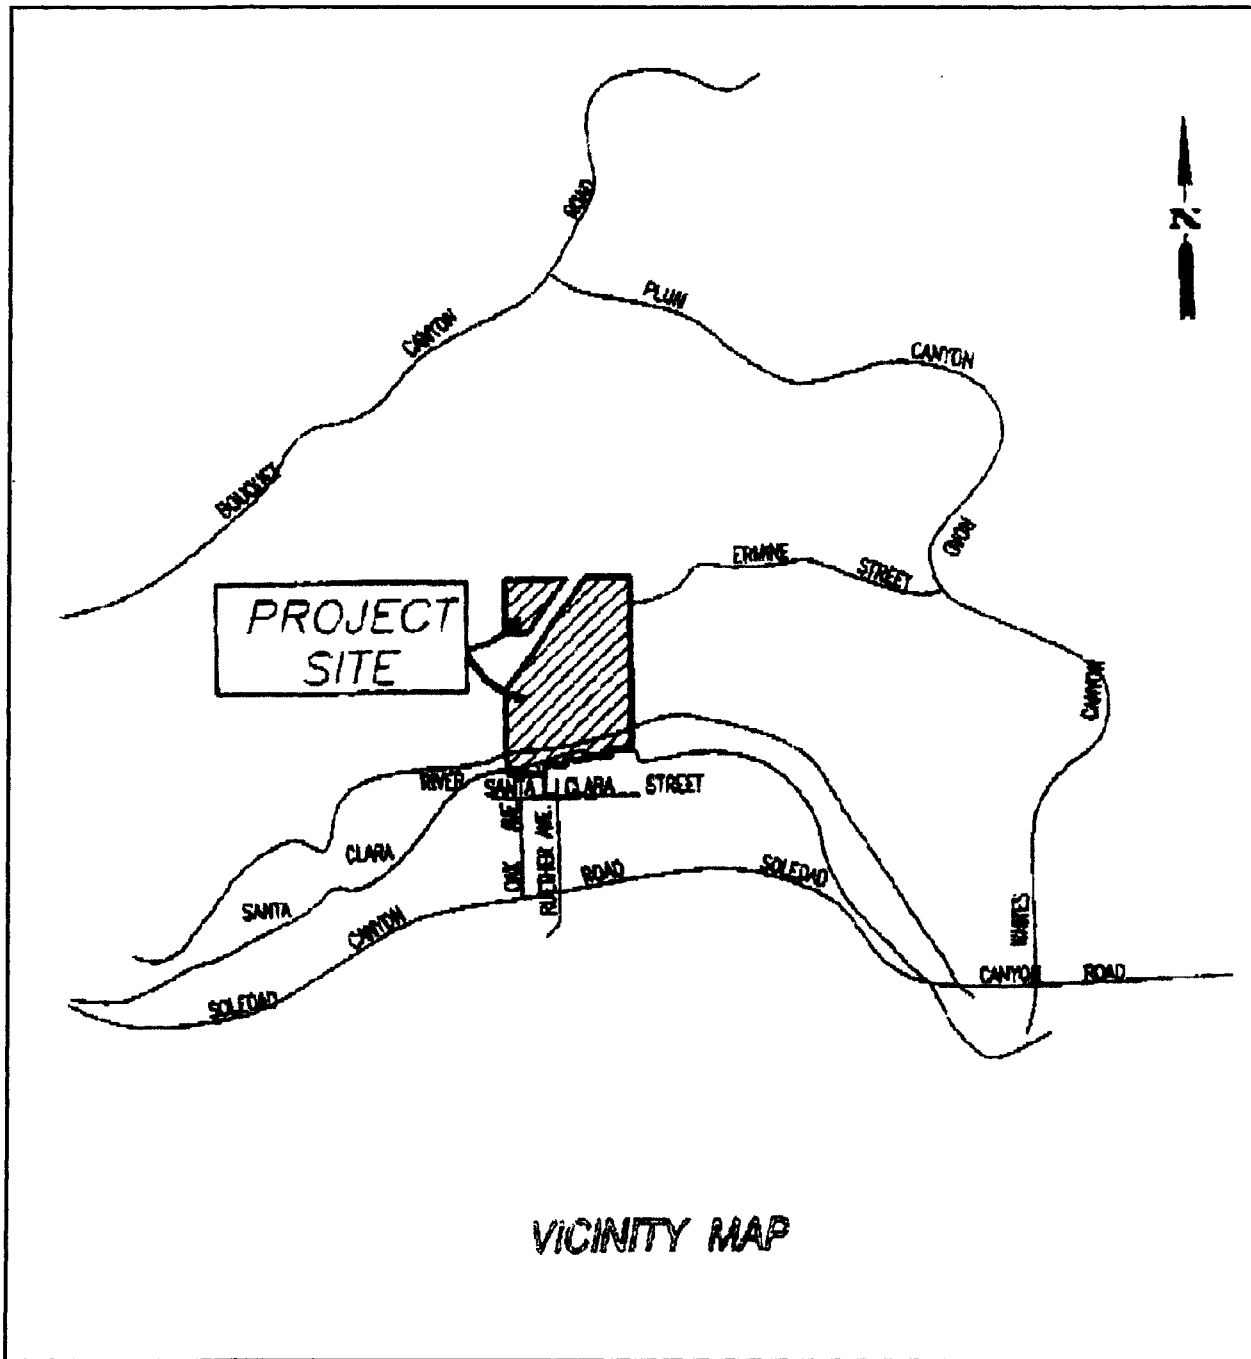 ROAD
N
PLUM
CANYON
CANYON
BOUQUET
ROAD
ERMINE STREET
PROJECT
SITE
CANYON
RIVER
SANTA CLARA STREET
OAK AVE.
RUETHER AVE.
CLARA
SANTA
ROAD
SOLEDAD
CANYON
SOLEDAD
WHITES
CANYON ROAD
VICINITY MAP